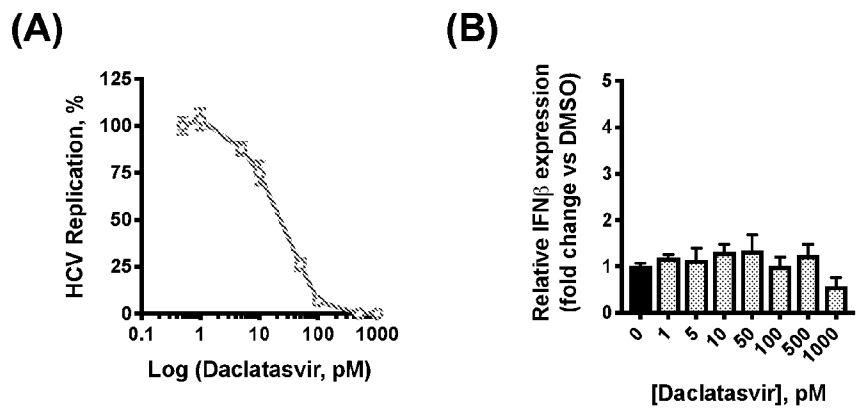 (A)
HCV Replication, %
125
100
75
50
25
0
0.1 1 10 100 1000
Log (Daclatasvir, pM)
(B)
Relative IFNβ expression
(fold change vs DMSO)
5
4
3
2
1
0
0 1 5 10 50 100 500 1000
[Daclatasvir], pM